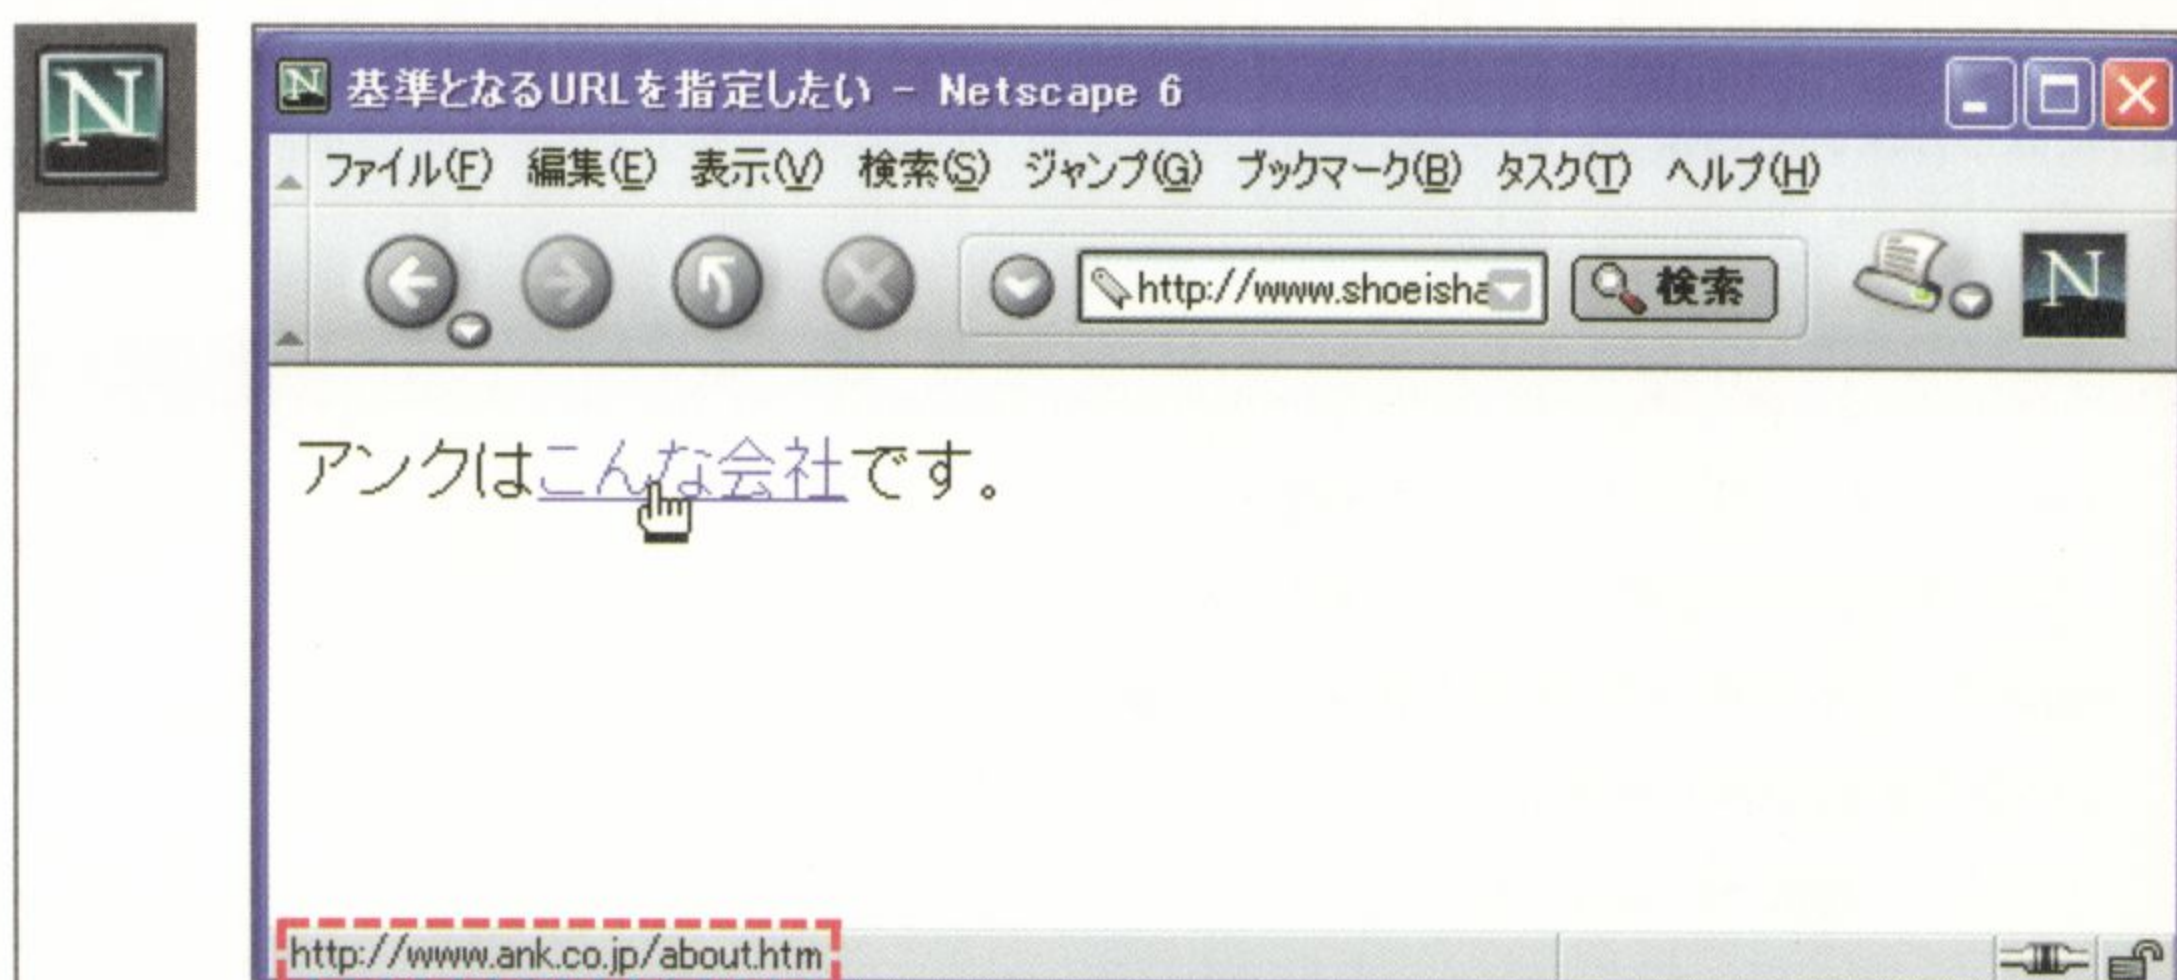 N
基準となるURLを指定したい - Netscape 6
ファイル(F) 編集(E) 表示(V) 検索(S) ジャンプ(G) ブックマーク(B) タスク(T) ヘルプ(H)
http://www.shoeisha 検索 N
アンクはこんな会社です。
http://www.ank.co.jp/about.htm